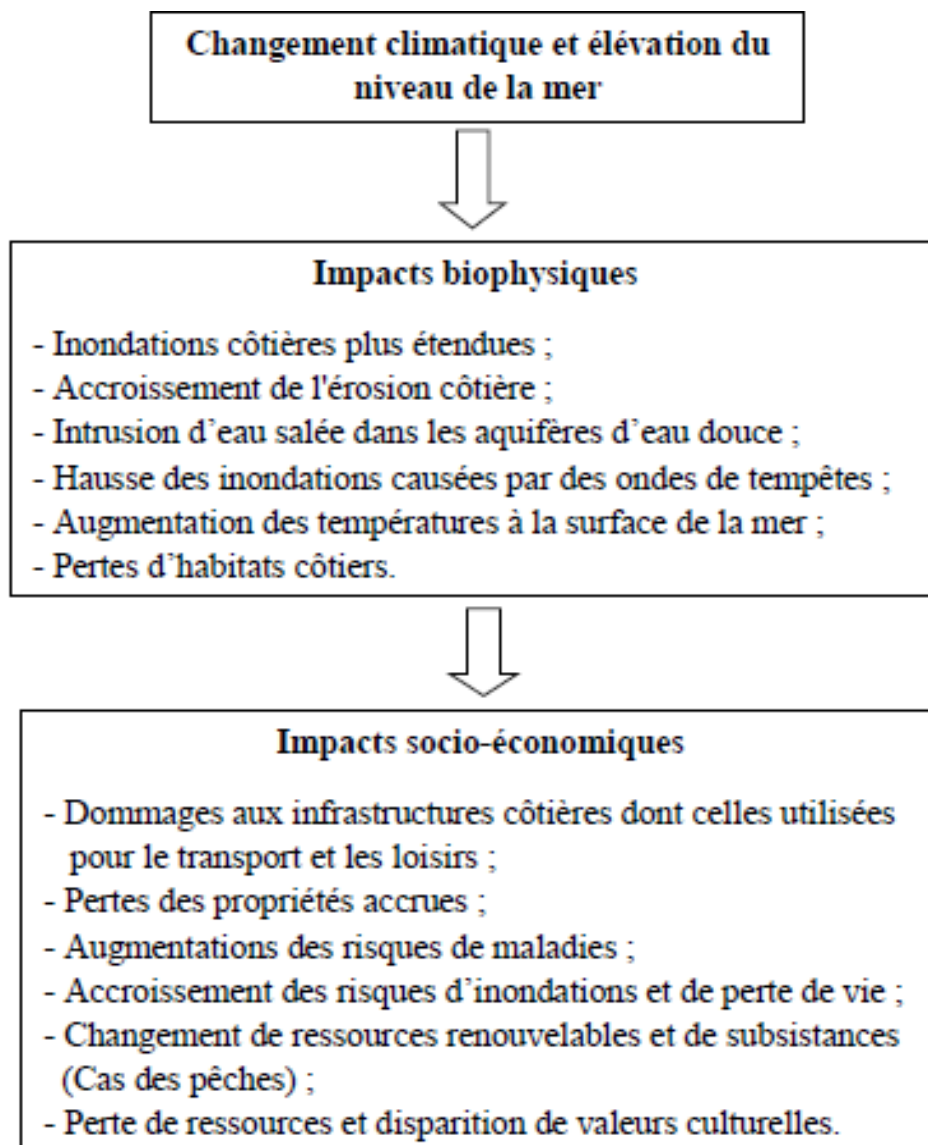 Changement climatique et élévation du
niveau de la mer
Impacts biophysiques
- Inondations côtières plus étendues ;
- Accroissement de l'érosion côtière ;
- Intrusion d’eau salée dans les aquifères d’eau douce ;
- Hausse des inondations causées par des ondes de tempêtes ;
- Augmentation des températures à la surface de la mer ;
- Pertes d’habitats côtiers.
Impacts socio-économiques
- Dommages aux infrastructures côtières dont celles utilisées
pour le transport et les loisirs ;
- Pertes des propriétés accrues ;
- Augmentations des risques de maladies ;
- Accroissement des risques d’inondations et de perte de vie ;
- Changement de ressources renouvelables et de subsistances
(Cas des pêches) ;
- Perte de ressources et disparition de valeurs culturelles.